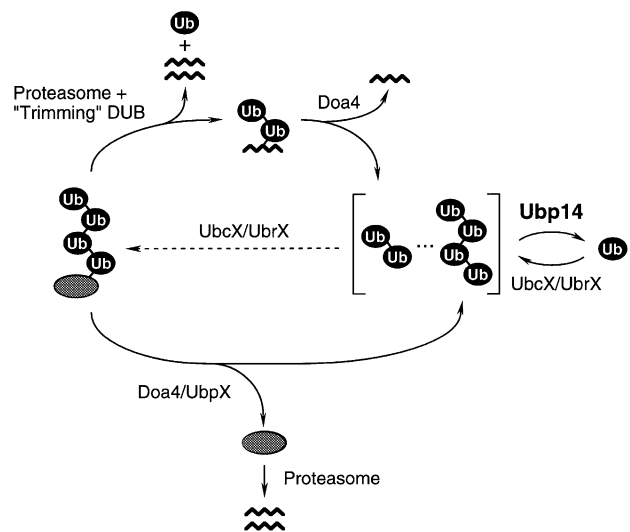 Ub
+
Proteasome +
"Trimming" DUB
Ub
Ub
Doa4
Ub
Ub
Ub
Ub
UbcX/UbrX
Ub
Ub
...
Ub
Ub
Ub
Ub
Ubp14
Ub
UbcX/UbrX
Doa4/UbpX
Proteasome